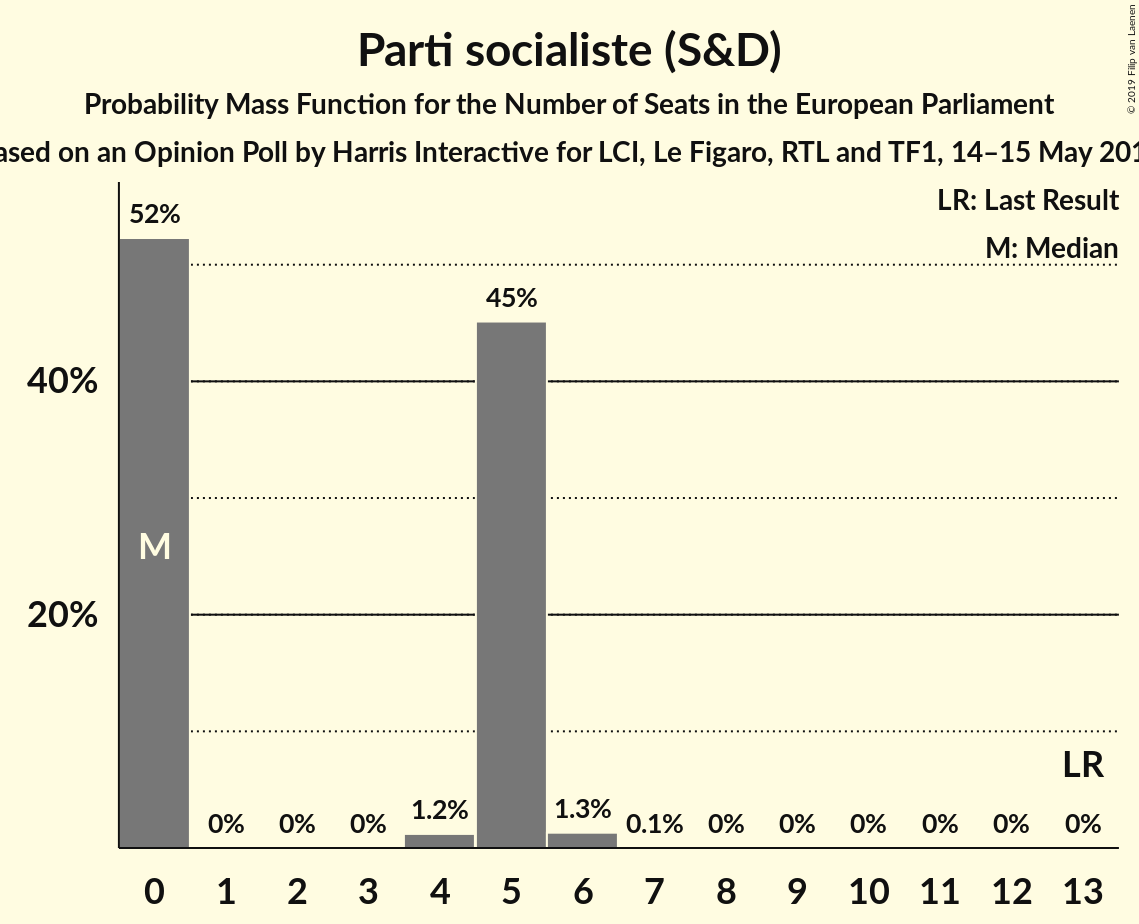 Parti socialiste (S&D)
Probability Mass Function for the Number of Seats in the European Parliament
ased on an Opinion Poll by Harris Interactive for LCI, Le Figaro, RTL and TF1, 14–15 May 201
© 2019 Filip van Laenen
LR: Last Result
M: Median
52%
45%
40%
M
20%
LR
0% 0% 0% 1.2% 1.3% 0.1% 0% 0% 0% 0% 0% 0%
0 1 2 3 4 5 6 7 8 9 10 11 12 13